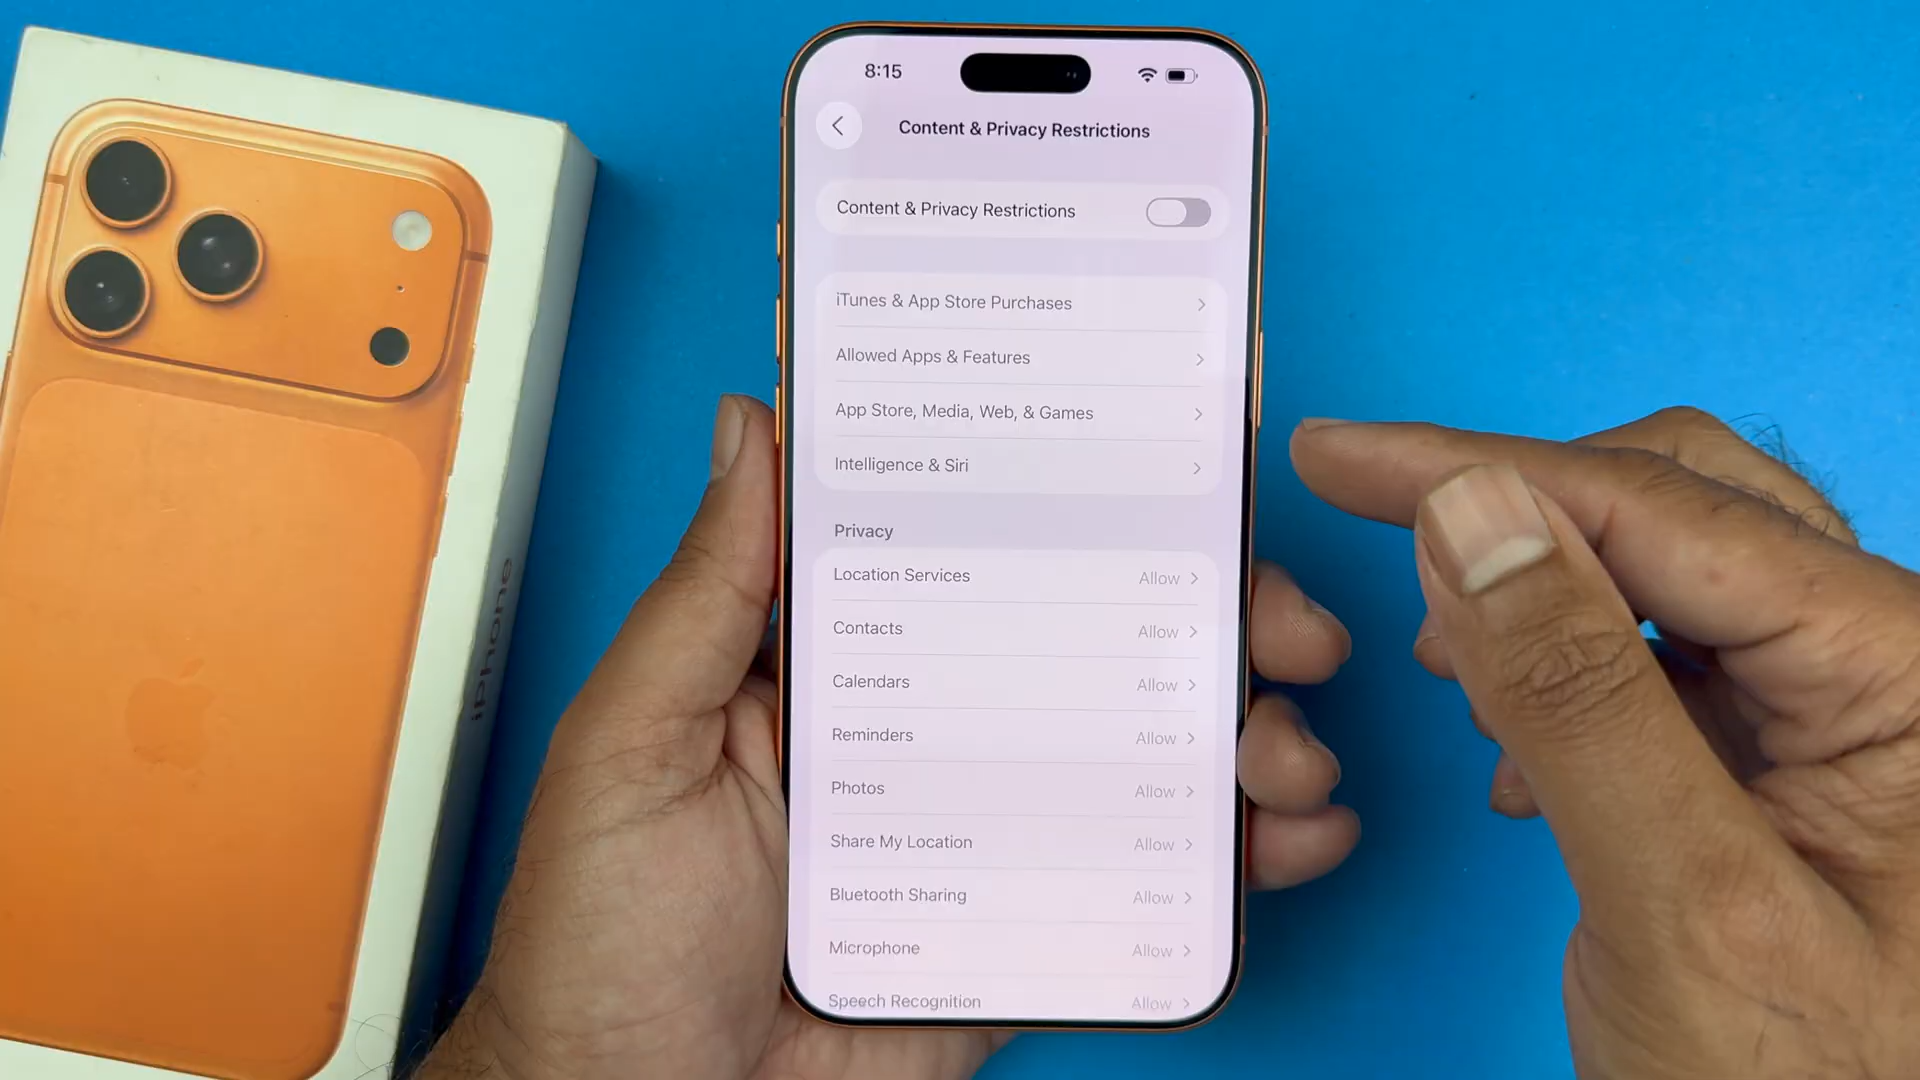 8:15
Content & Privacy Restrictions
Content & Privacy Restrictions
iTunes & App Store Purchases
Allowed Apps & Features
App Store, Media, Web, & Games
Intelligence & Siri
Privacy
Location Services Allow
Contacts Allow
Calendars Allow
Reminders Allow
Photos Allow
Share My Location Allow
Bluetooth Sharing Allow
Microphone Allow
Speech Recognition Allow
iPhone